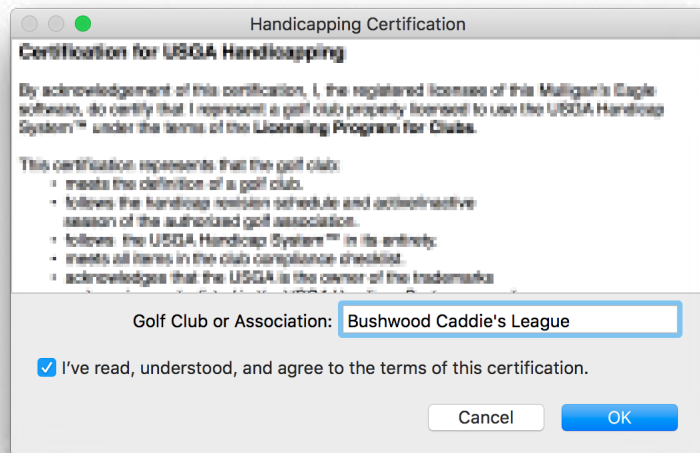 Handicapping Certification
Certification for USGA Handicapping
By acknowledgement of this certification, I, the registered licensee of this Mulligan's Eagle
software, do certify that I represent a golf club properly licensed to use the USGA Handicap
System™ under the terms of the Licensing Program for Clubs.
This certification represents that the golf club:
• meets the definition of a golf club.
• follows the handicap revision schedule and active/inactive
season of the authorized golf association.
• follows the USGA Handicap System™ in its entirety.
• meets all items in the club compliance checklist.
• acknowledges that the USGA is the owner of the trademarks
Golf Club or Association: Bushwood Caddie's League
I've read, understood, and agree to the terms of this certification.
Cancel OK